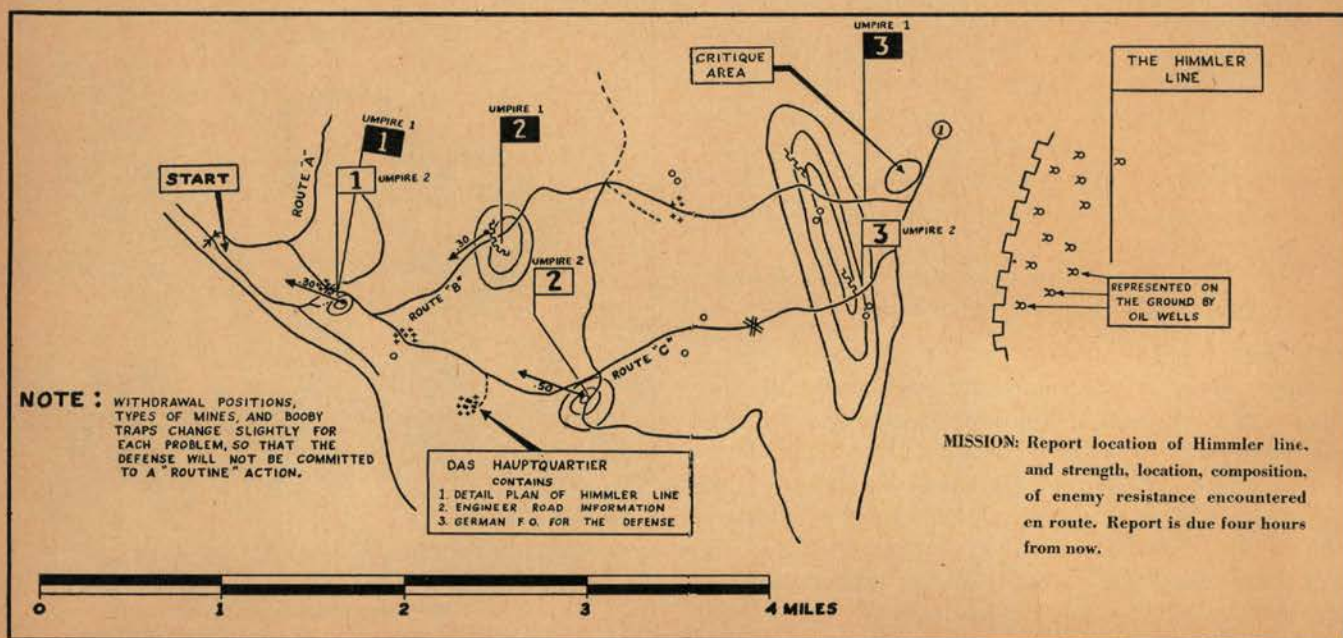 UMPIRE 1
3
CRITIQUE
AREA
THE HIMMLER
LINE
UMPIRE 1
1
UMPIRE 1
2
1
START
1
UMPIRE 2
ROUTE "A"
R
R
R
R
R
R
R
R
R
R
R
R
R
.30
.30
ROUTE "B"
UMPIRE 2
2
3
UMPIRE 2
REPRESENTED ON
THE GROUND BY
OIL WELLS
ROUTE "C"
.50
NOTE:
WITHDRAWAL POSITIONS,
TYPES OF MINES, AND BOOBY
TRAPS CHANGE SLIGHTLY FOR
EACH PROBLEM, SO THAT THE
DEFENSE WILL NOT BE COMMITTED
TO A "ROUTINE" ACTION.
DAS HAUPTQUARTIER
CONTAINS
1. DETAIL PLAN OF HIMMLER LINE
2. ENGINEER ROAD INFORMATION
3. GERMAN F.O. FOR THE DEFENSE
MISSION: Report location of Himmler line,
and strength, location, composition,
of enemy resistance encountered
en route. Report is due four hours
from now.
0 1 2 3 4 MILES